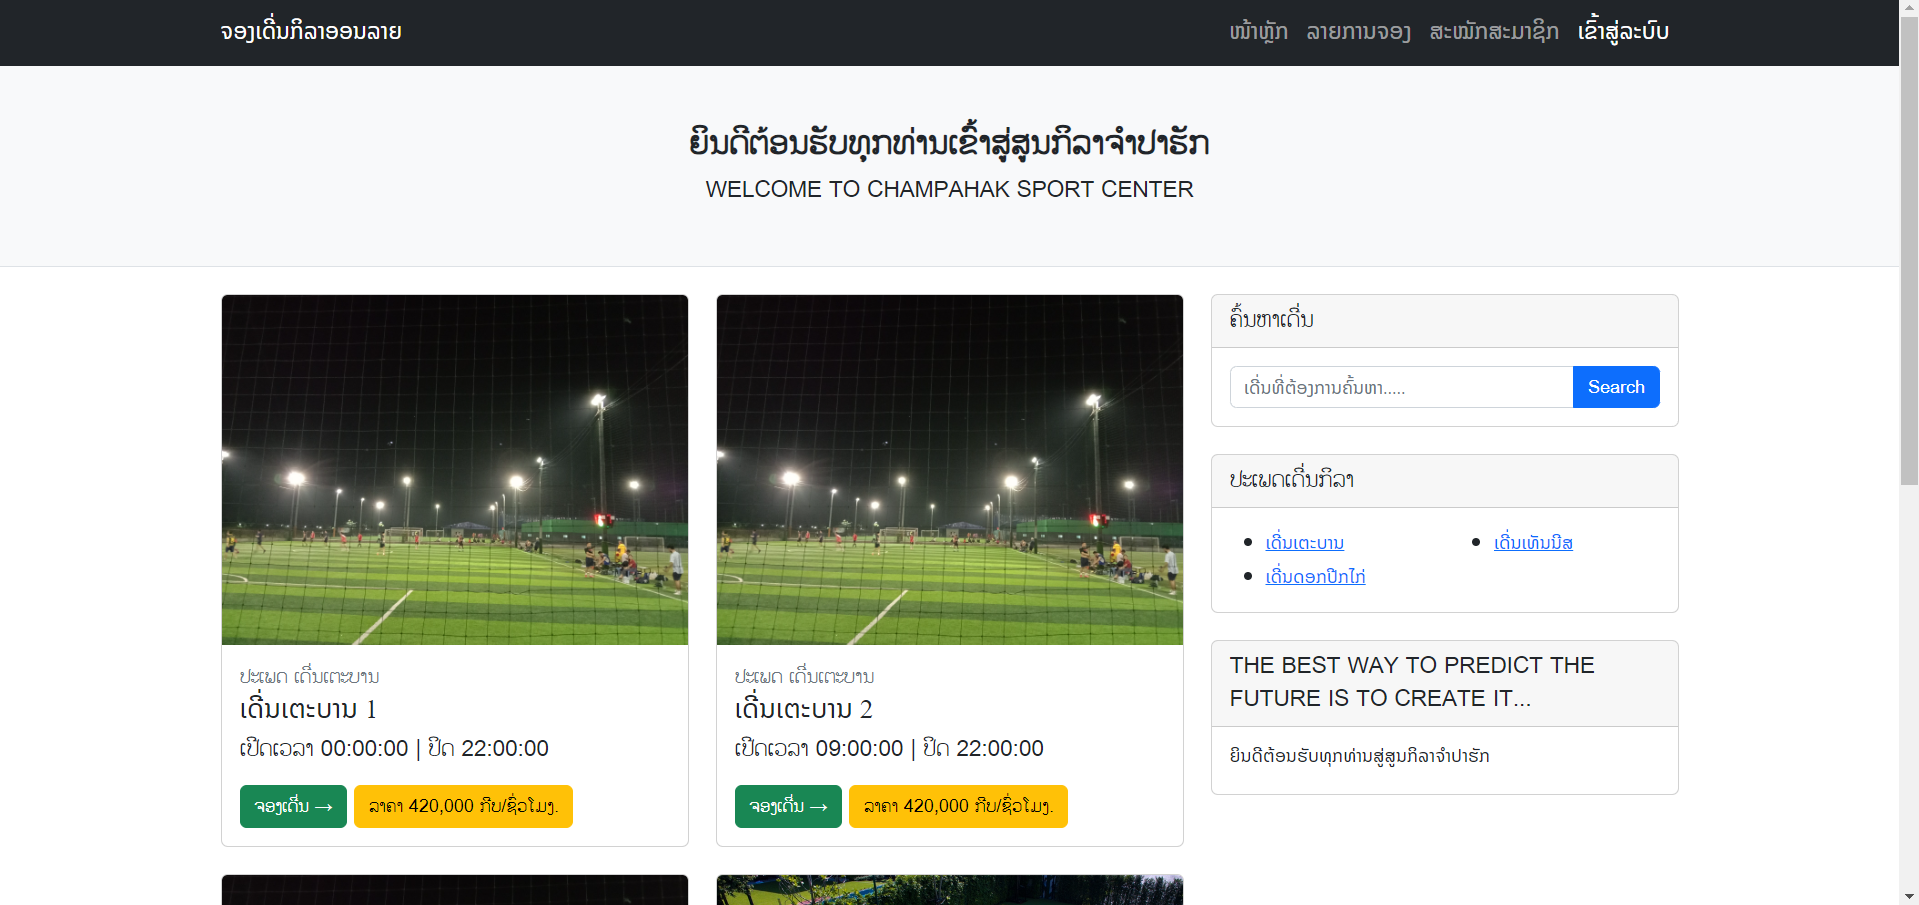 ຈອງເດີ່ນກິລາອອນລາຍ
ໜ້າຫຼັກ ລາຍການຈອງ ສະໝັກສະມາຊິກ ເຂົ້າສູ່ລະບົບ
ຍິນດີຕ້ອນຮັບທຸກທ່ານເຂົ້າສູ່ສູນກິລາຈຳປາຮັກ
WELCOME TO CHAMPAHAK SPORT CENTER
ປະເພດ ເດີ່ນເຕະບານ
ເດີ່ນເຕະບານ 1
ເປີດເວລາ 00:00:00 | ປິດ 22:00:00
ຈອງເດີ່ນ →
ລາຄາ 420,000 ກີບ/ຊົ່ວໂມງ.
ປະເພດ ເດີ່ນເຕະບານ
ເດີ່ນເຕະບານ 2
ເປີດເວລາ 09:00:00 | ປິດ 22:00:00
ຈອງເດີ່ນ →
ລາຄາ 420,000 ກີບ/ຊົ່ວໂມງ.
ຄົ້ນຫາເດີ່ນ
ເດີ່ນທີ່ຕ້ອງການຄົ້ນຫາ.....
Search
ປະເພດເດີ່ນກິລາ
ເດີ່ນເຕະບານ
ເດີ່ນດອກປີກໄກ່
ເດີ່ນເທັນນິສ
THE BEST WAY TO PREDICT THE
FUTURE IS TO CREATE IT...
ຍິນດີຕ້ອນຮັບທຸກທ່ານສູ່ສູນກິລາຈຳປາຮັກ